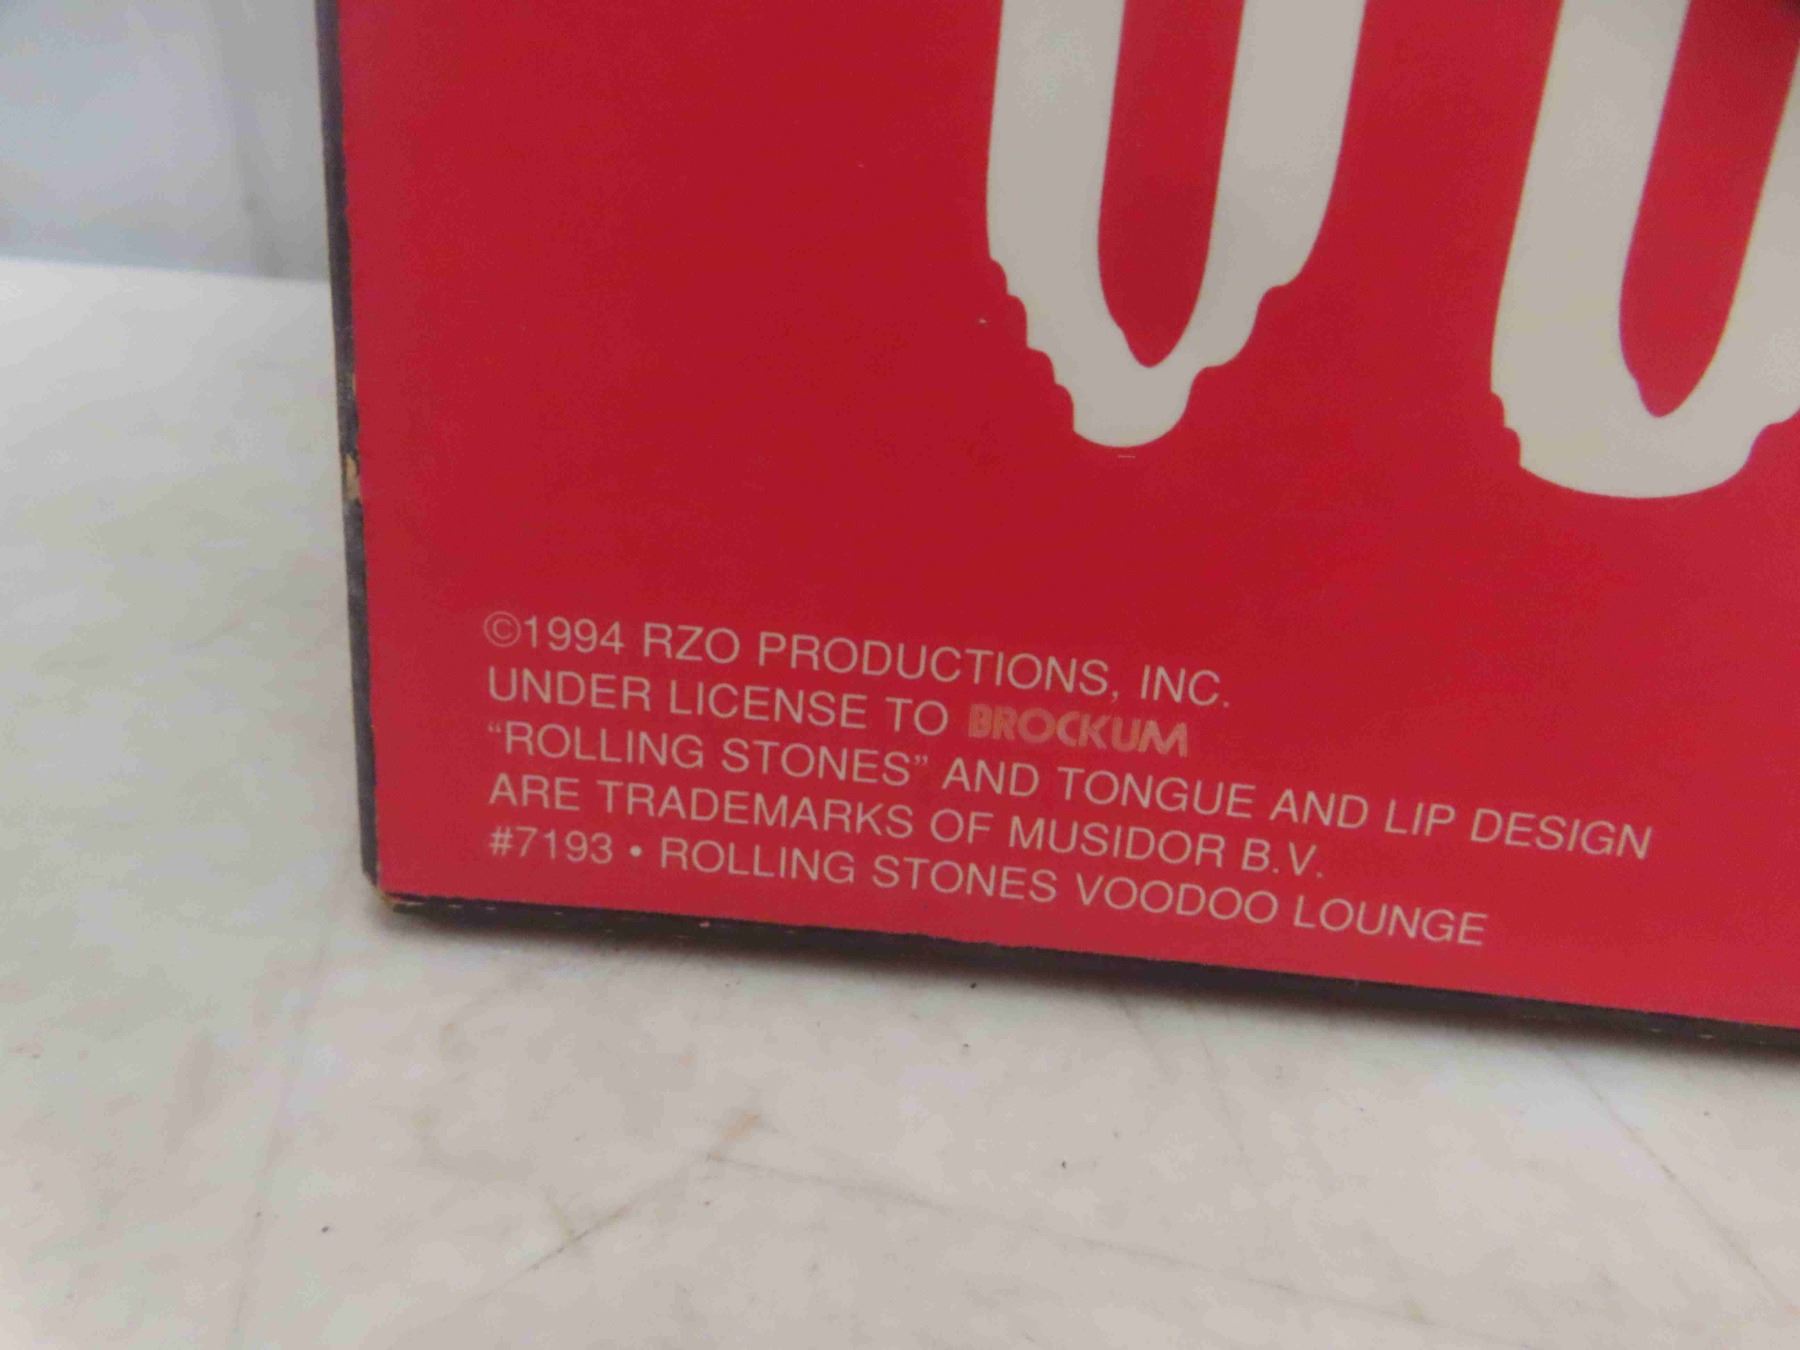 ©1994 RZO PRODUCTIONS, INC.
UNDER LICENSE TO BROCKUM
“ROLLING STONES” AND TONGUE AND LIP DESIGN
ARE TRADEMARKS OF MUSIDOR B.V.
#7193 • ROLLING STONES VOODOO LOUNGE